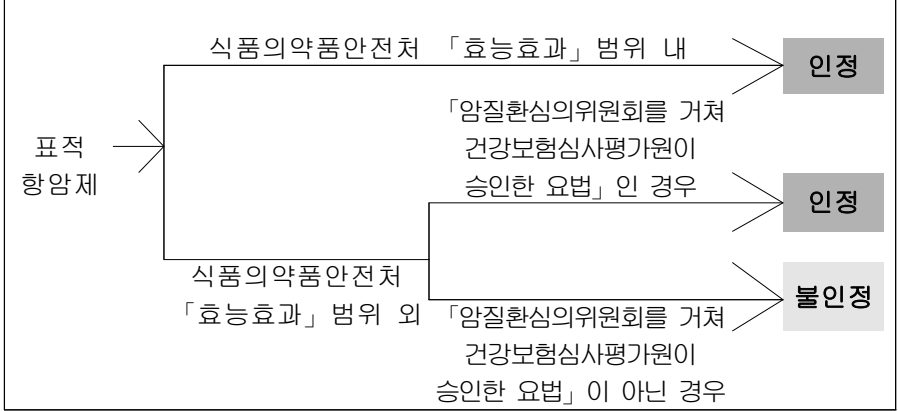 식품의약품안전처 「효능효과」범위 내
인정
「암질환심의위원회를 거쳐
건강보험심사평가원이
승인한 요법」인 경우
인정
표적
항암제
식품의약품안전처
「효능효과」범위 외
불인정
「암질환심의위원회를 거쳐
건강보험심사평가원이
승인한 요법」이 아닌 경우